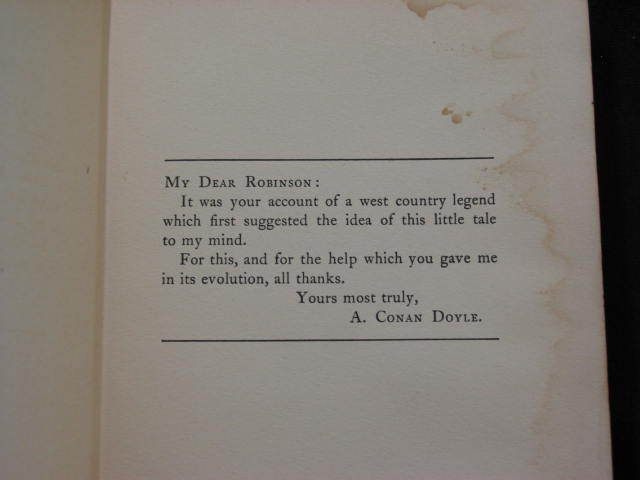 My Dear Robinson:
It was your account of a west country legend
which first suggested the idea of this little tale
to my mind.
For this, and for the help which you gave me
in its evolution, all thanks.
Yours most truly,
A. Conan Doyle.